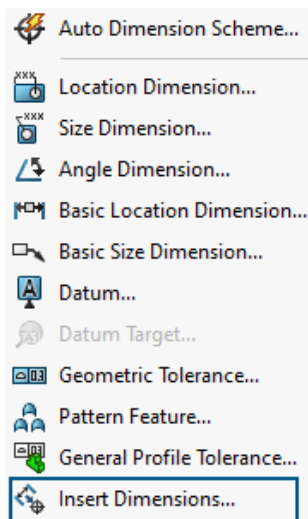 Auto Dimension Scheme...
Location Dimension...
Size Dimension...
Angle Dimension...
Basic Location Dimension...
Basic Size Dimension...
Datum...
Datum Target...
Geometric Tolerance...
Pattern Feature...
General Profile Tolerance...
Insert Dimensions...